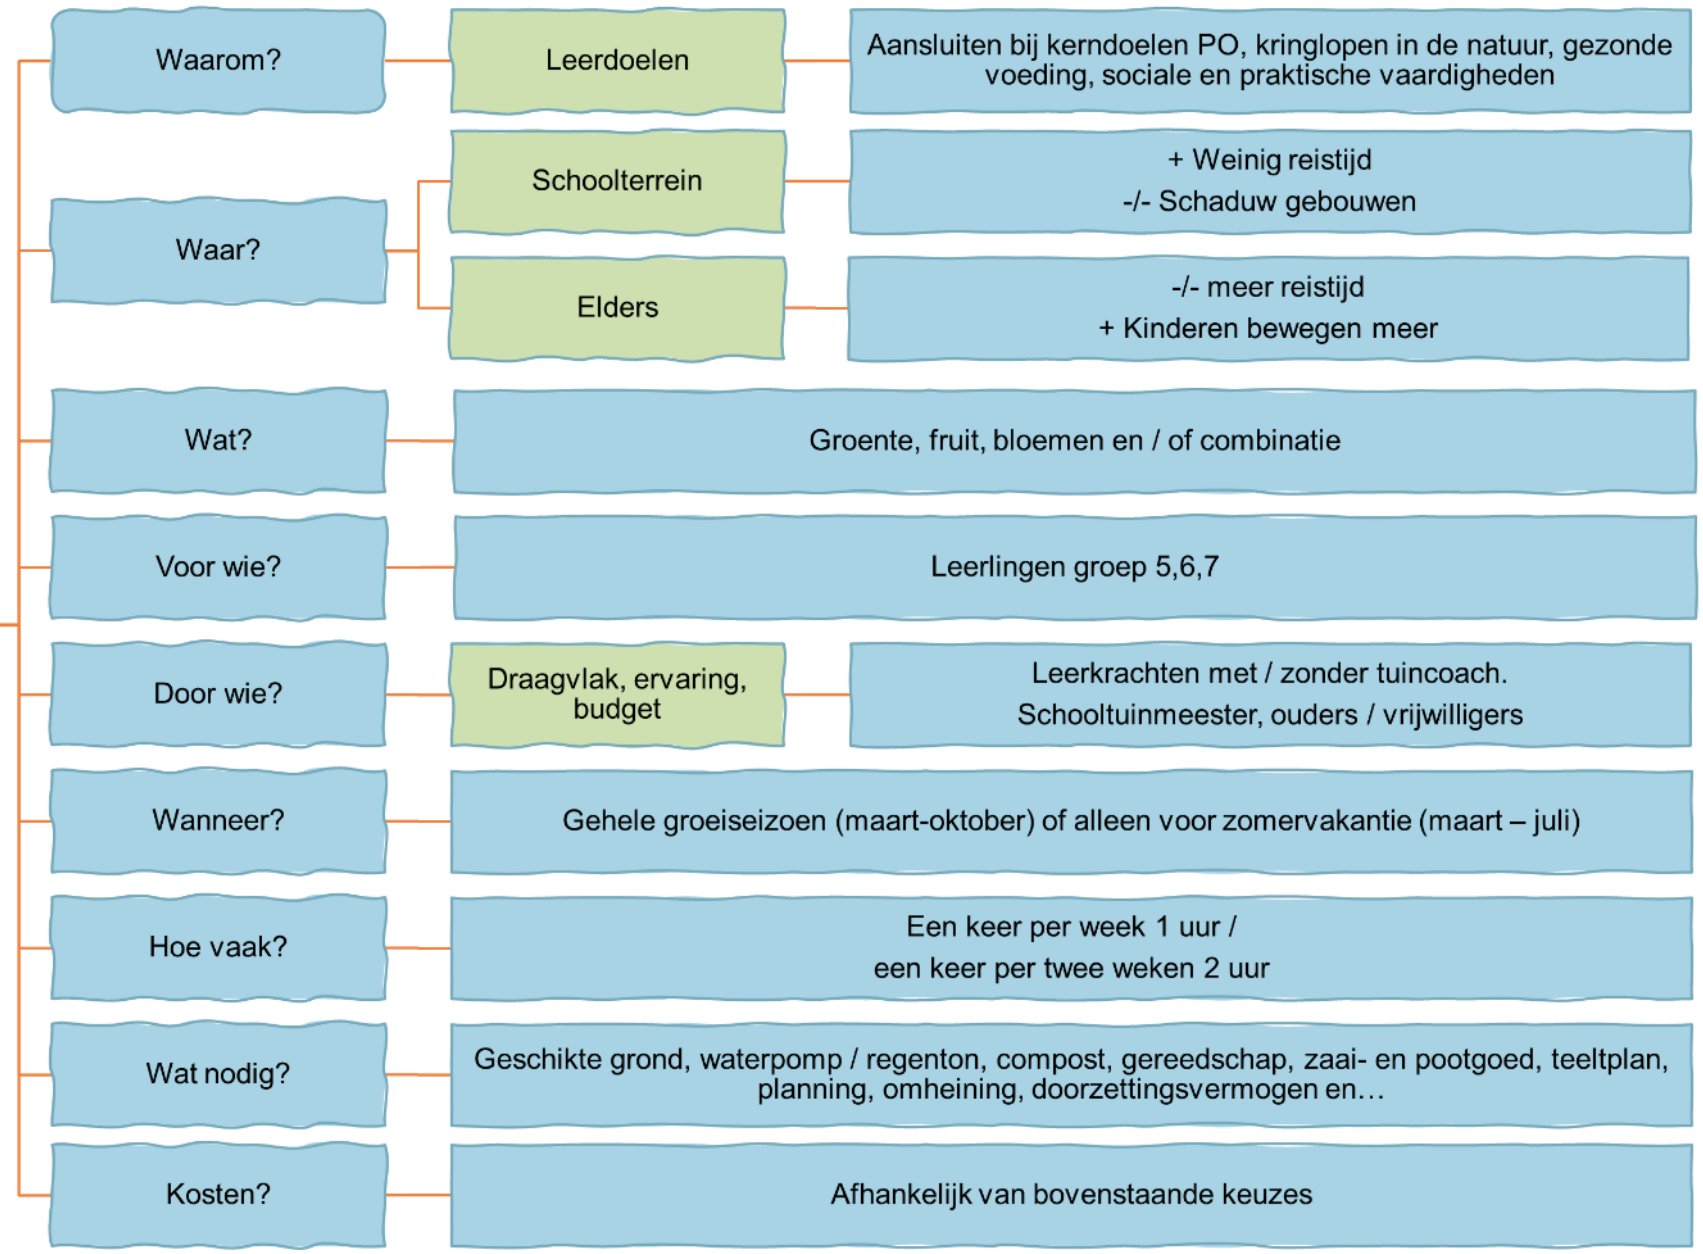 Waarom?
Leerdoelen
Aansluiten bij kerndoelen PO, kringlopen in de natuur, gezonde
voeding, sociale en praktische vaardigheden
Waar?
Schoolterrein
+ Weinig reistijd
-/- Schaduw gebouwen
Elders
-/- meer reistijd
+ Kinderen bewegen meer
Wat?
Groente, fruit, bloemen en / of combinatie
Voor wie?
Leerlingen groep 5,6,7
Door wie?
Draagvlak, ervaring,
budget
Leerkrachten met / zonder tuincoach.
Schooltuinmeester, ouders / vrijwilligers
Wanneer?
Gehele groeiseizoen (maart-oktober) of alleen voor zomervakantie (maart – juli)
Hoe vaak?
Een keer per week 1 uur /
een keer per twee weken 2 uur
Wat nodig?
Geschikte grond, waterpomp / regenton, compost, gereedschap, zaai- en pootgoed, teeltplan,
planning, omheining, doorzettingsvermogen en…
Kosten?
Afhankelijk van bovenstaande keuzes